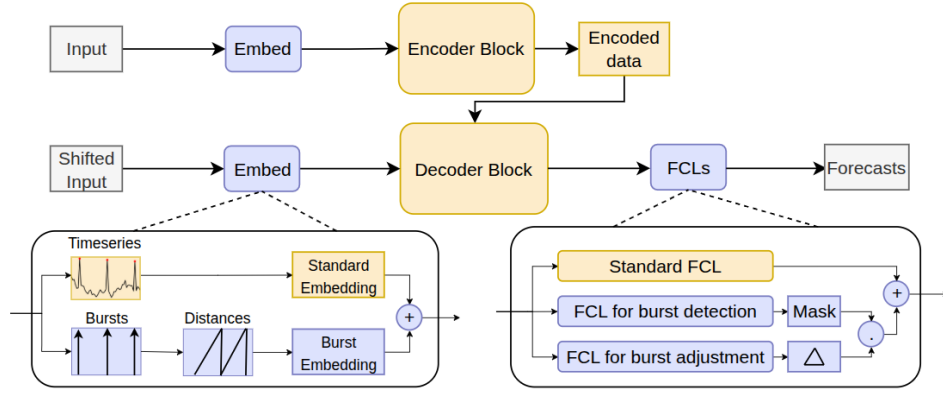 Input
Embed
Encoder Block
Encoded
data
Shifted
Input
Embed
Decoder Block
FCLs
Forecasts
Timeseries
Standard
Embedding
+
Bursts
Distances
Burst
Embedding
Standard FCL
+
FCL for burst detection
Mask
.
FCL for burst adjustment
△